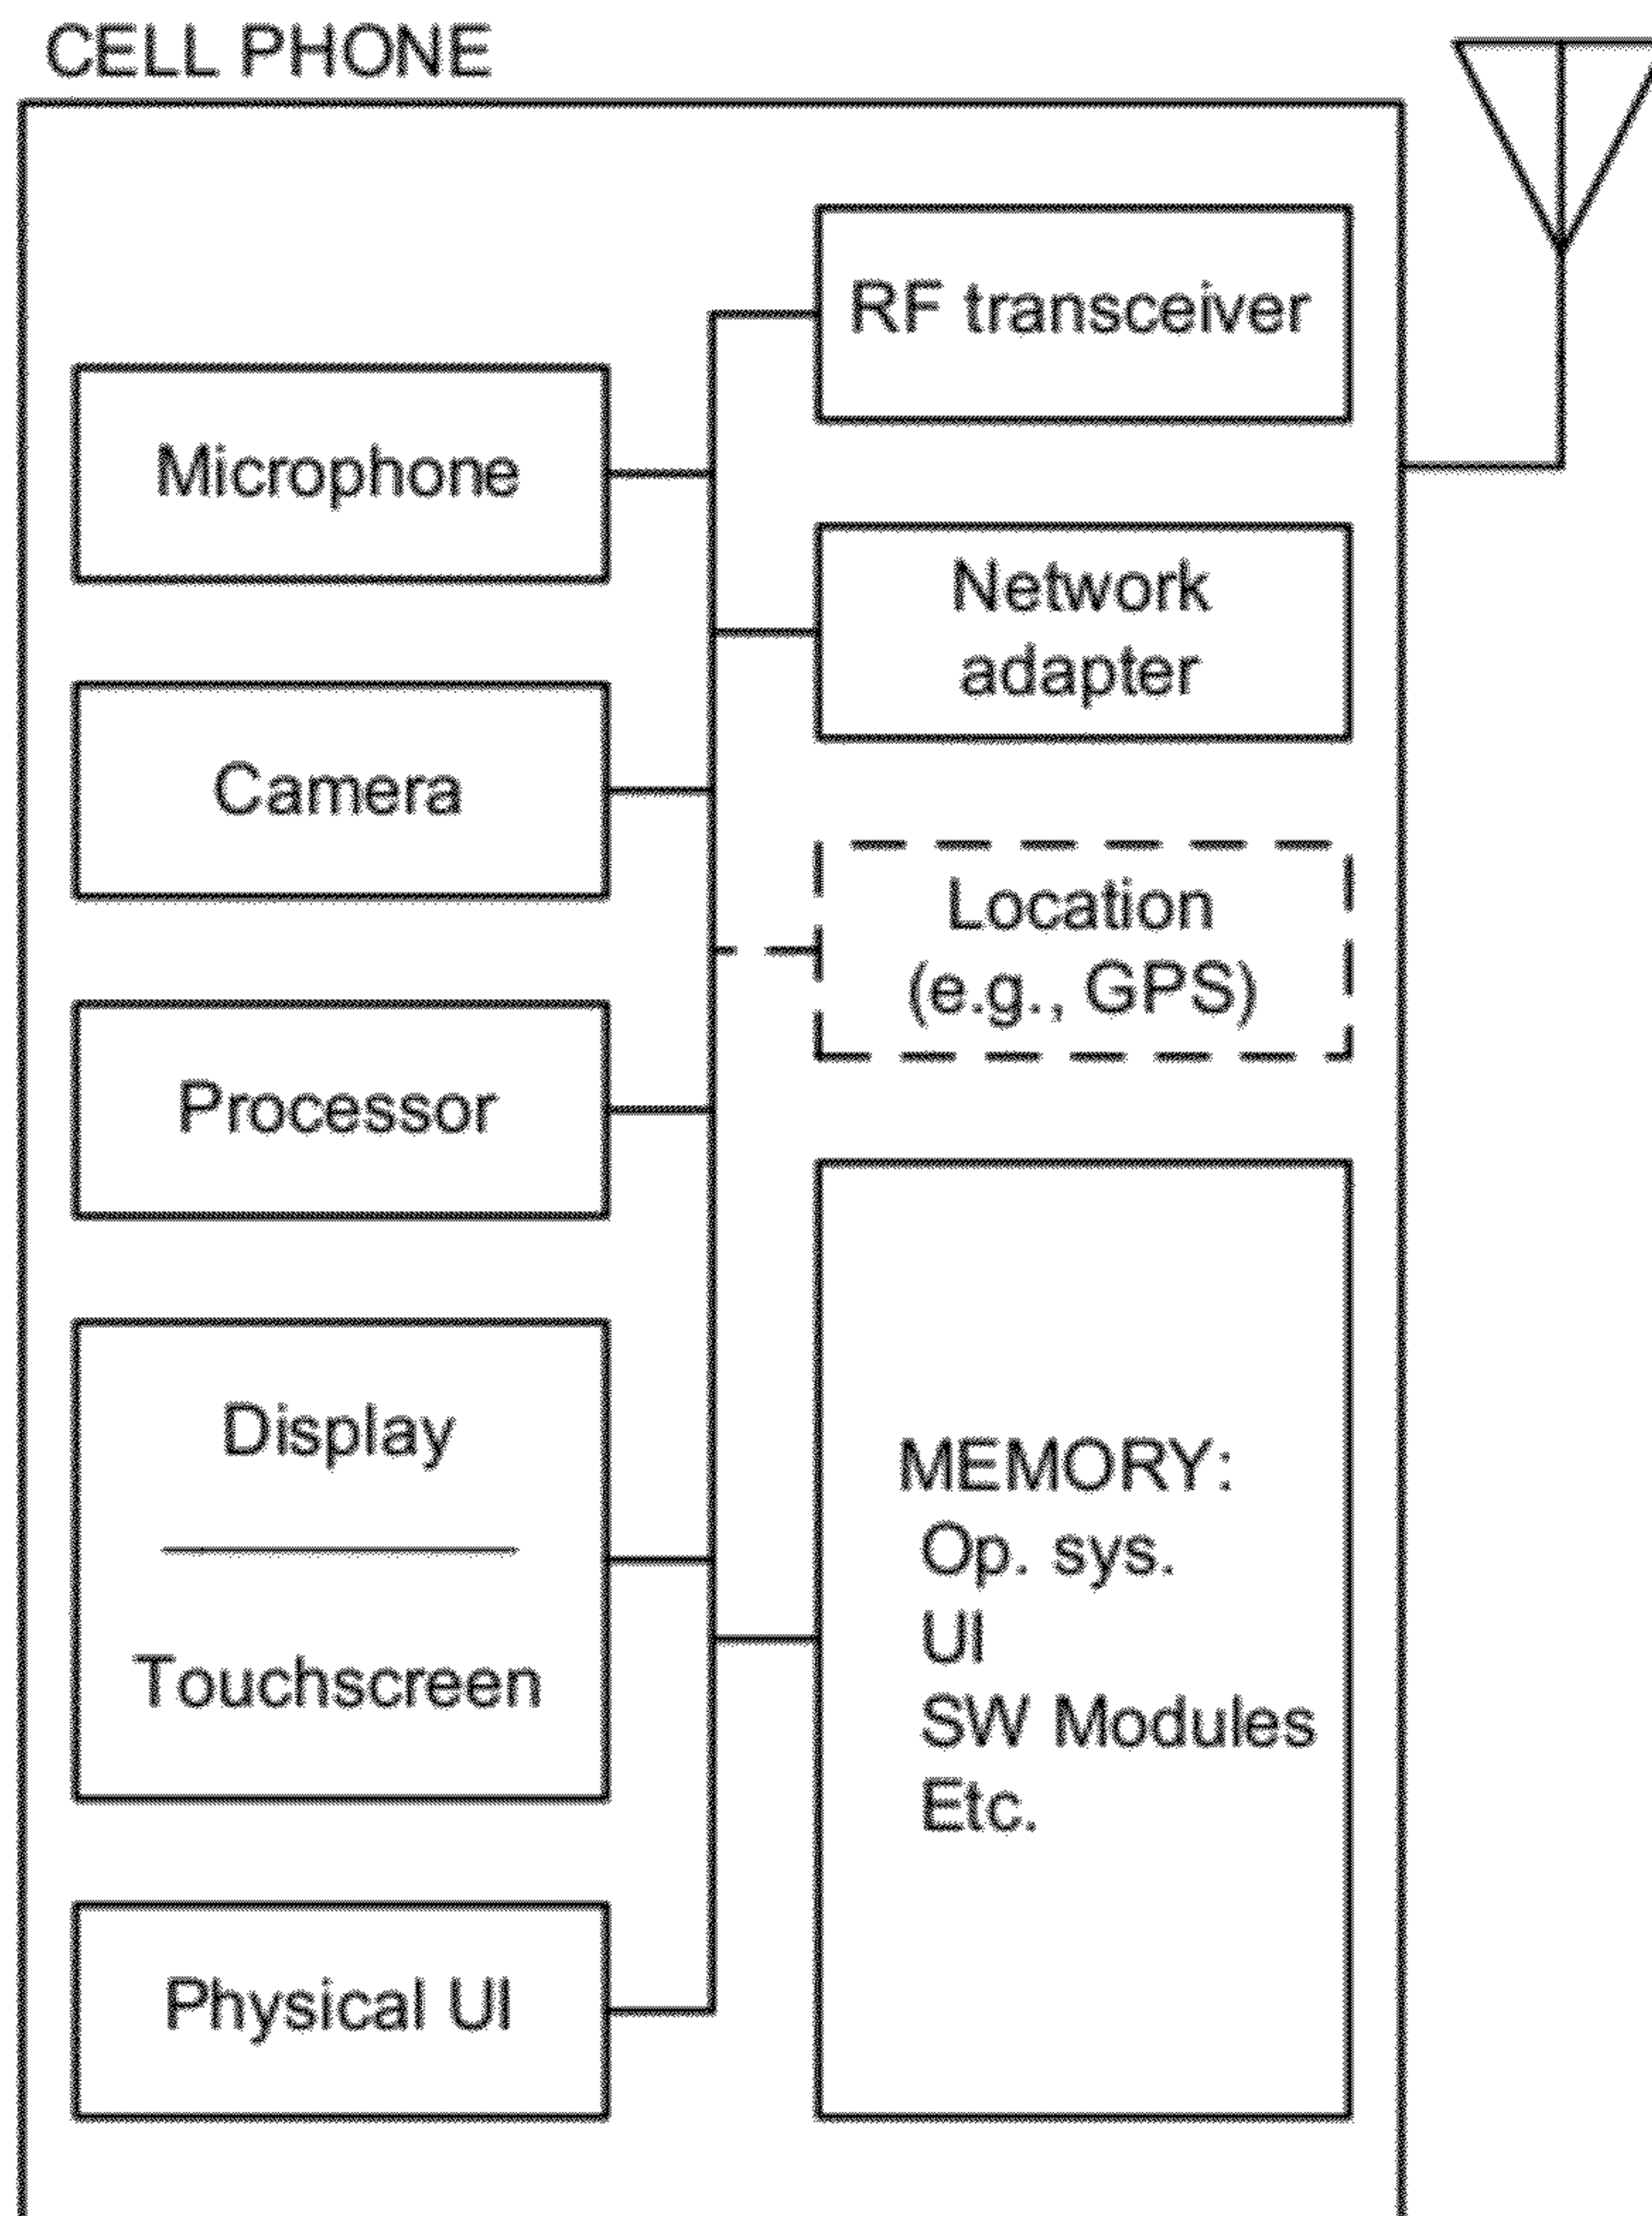 CELL PHONE
RF transceiver
Microphone
Network
adapter
Camera
Location
(e.g., GPS)
Processor
Display
Touchscreen
MEMORY:
Op. sys.
UI
SW Modules
Etc.
Physical UI